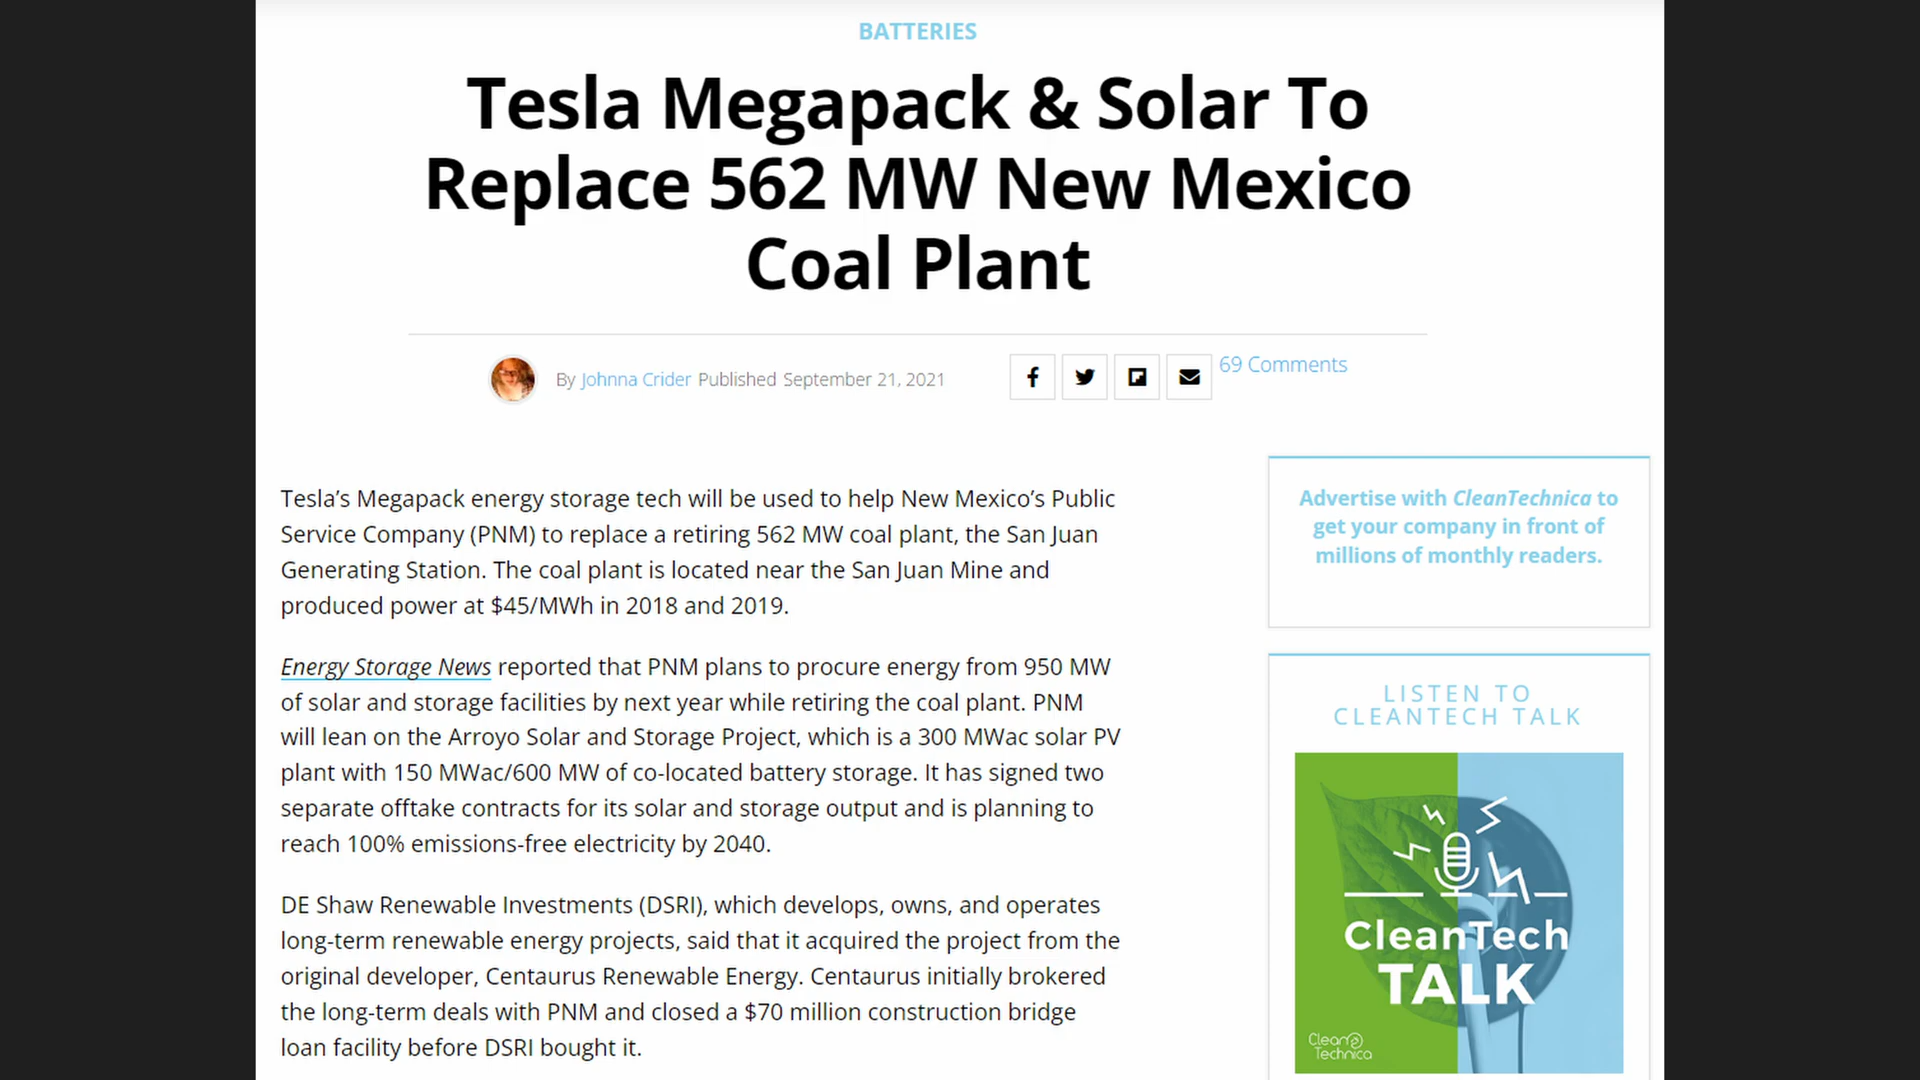 BATTERIES
Tesla Megapack & Solar To
Replace 562 MW New Mexico
Coal Plant
By Johnna Crider Published September 21, 2021
69 Comments
Tesla’s Megapack energy storage tech will be used to help New Mexico’s Public
Service Company (PNM) to replace a retiring 562 MW coal plant, the San Juan
Generating Station. The coal plant is located near the San Juan Mine and
produced power at $45/MWh in 2018 and 2019.
Energy Storage News reported that PNM plans to procure energy from 950 MW
of solar and storage facilities by next year while retiring the coal plant. PNM
will lean on the Arroyo Solar and Storage Project, which is a 300 MWac solar PV
plant with 150 MWac/600 MW of co-located battery storage. It has signed two
separate offtake contracts for its solar and storage output and is planning to
reach 100% emissions-free electricity by 2040.
DE Shaw Renewable Investments (DSRI), which develops, owns, and operates
long-term renewable energy projects, said that it acquired the project from the
original developer, Centaurus Renewable Energy. Centaurus initially brokered
the long-term deals with PNM and closed a $70 million construction bridge
loan facility before DSRI bought it.
Advertise with CleanTechnica to
get your company in front of
millions of monthly readers.
LISTEN TO
CLEANTECH TALK
CleanTech
TALK
Clean
Technica